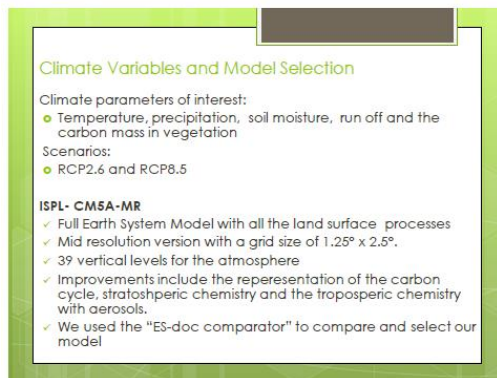 Climate Variables and Model Selection
Climate parameters of interest:
Temperature, precipitation, soil moisture, run off and the
carbon mass in vegetation
Scenarios:
RCP2.6 and RCP8.5
ISPL- CM5A-MR
✓ Full Earth System Model with all the land surface processes
✓ Mid resolution version with a grid size of 1.25° x 2.5°.
✓ 39 vertical levels for the atmosphere
✓ Improvements include the reperesentation of the carbon
cycle, stratoshperic chemistry and the troposperic chemistry
with aerosols.
✓ We used the “ES-doc comparator” to compare and select our
model